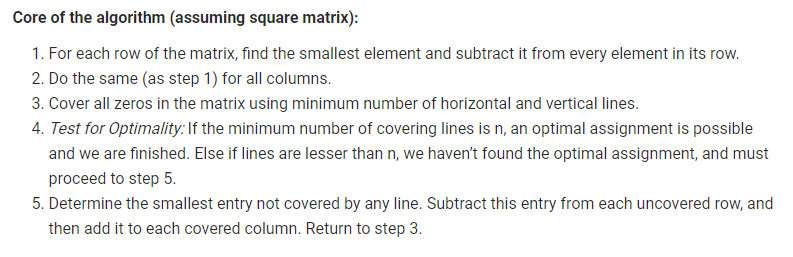 Core of the algorithm (assuming square matrix):
1. For each row of the matrix, find the smallest element and subtract it from every element in its row.
2. Do the same (as step 1) for all columns.
3. Cover all zeros in the matrix using minimum number of horizontal and vertical lines.
4. Test for Optimality: If the minimum number of covering lines is n, an optimal assignment is possible
and we are finished. Else if lines are lesser than n, we haven’t found the optimal assignment, and must
proceed to step 5.
5. Determine the smallest entry not covered by any line. Subtract this entry from each uncovered row, and
then add it to each covered column. Return to step 3.